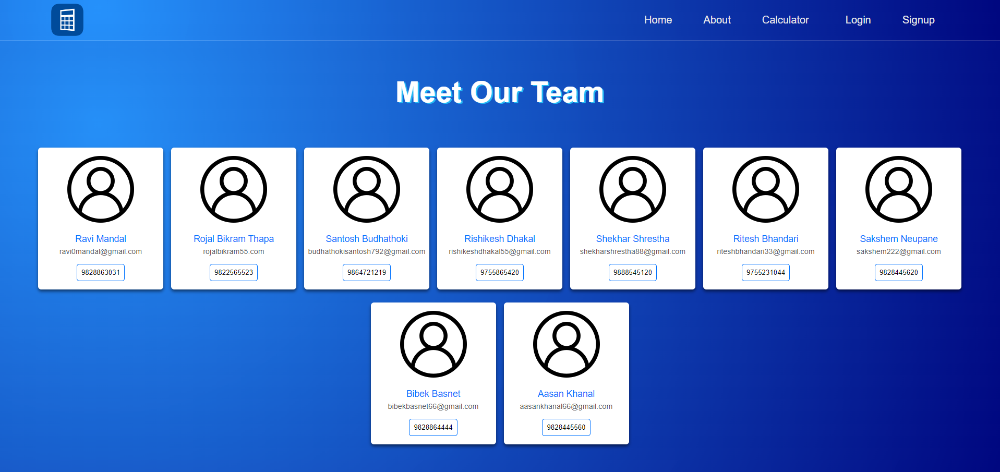 Home About Calculator Login Signup
Meet Our Team
Ravi Mandal
ravi0mandal@gmail.com
9828863031
Rojal Bikram Thapa
rojalbikram55.com
9822565523
Santosh Budhathoki
budhathokisantosh792@gmail.com
9864721219
Rishikesh Dhakal
rishikeshdhakal55@gmail.com
9755865420
Shekhar Shrestha
shekharshrestha88@gmail.com
9888545120
Ritesh Bhandari
riteshbhandari33@gmail.com
9755231044
Sakshem Neupane
sakshem222@gmail.com
9828445620
Bibek Basnet
bibekbasnet66@gmail.com
9828864444
Aasan Khanal
aasankhanal66@gmail.com
9828445560